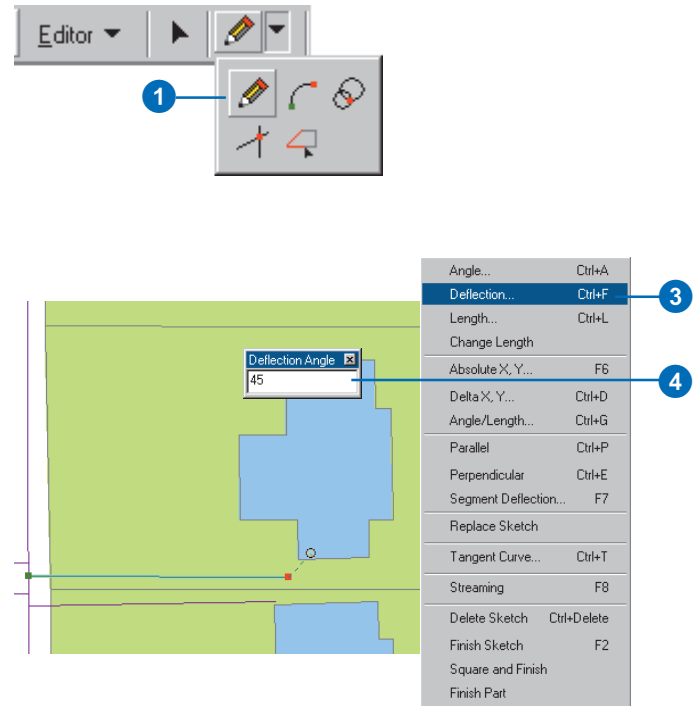 Editor
1
Angle... Ctrl+A
Deflection... Ctrl+F
3
Length... Ctrl+L
Change Length
Deflection Angle
45
Absolute X, Y... F6
4
Delta X, Y... Ctrl+D
Angle/Length... Ctrl+G
Parallel Ctrl+P
Perpendicular Ctrl+E
Segment Deflection... F7
Replace Sketch
Tangent Curve... Ctrl+T
Streaming F8
Delete Sketch Ctrl+Delete
Finish Sketch F2
Square and Finish
Finish Part